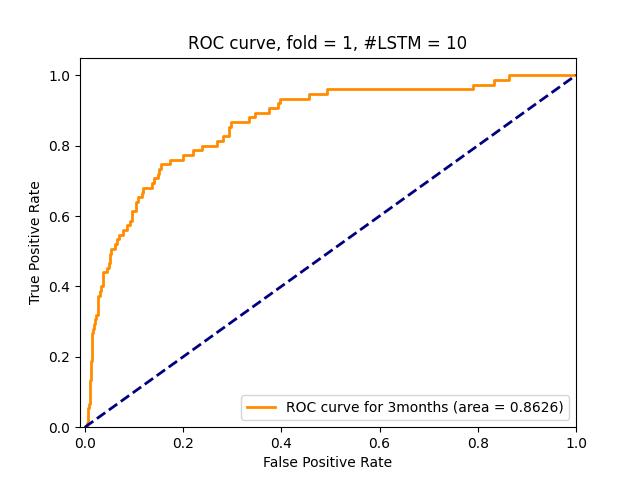 ROC curve, fold = 1, #LSTM = 10
True Positive Rate
1.0
0.8
0.6
0.4
0.2
0.0
ROC curve for 3months (area = 0.8626)
0.0 0.2 0.4 0.6 0.8 1.0
False Positive Rate